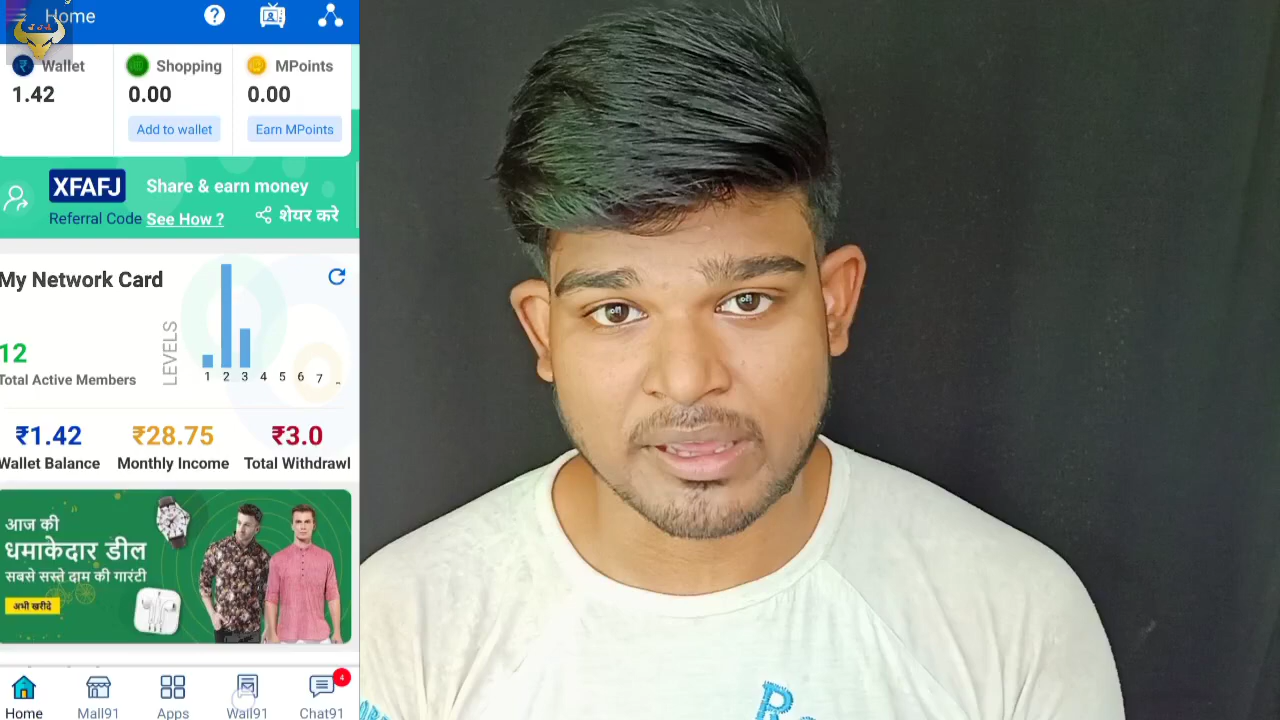 Home
Wallet
Shopping
MPoints
1.42
0.00
0.00
Add to wallet
Earn MPoints
XFAFJ
Share & earn money
Referral Code
See How ?
शेयर करे
My Network Card
LEVELS
12
Total Active Members
1 2 3 4 5 6 7 ..
₹1.42
₹28.75
₹3.0
Wallet Balance
Monthly Income
Total Withdrawl
आज की
धमाकेदार डील
सबसे सस्ते दाम की गारंटी
अभी खरीदे
4
Home
Mall91
Apps
Wall91
Chat91